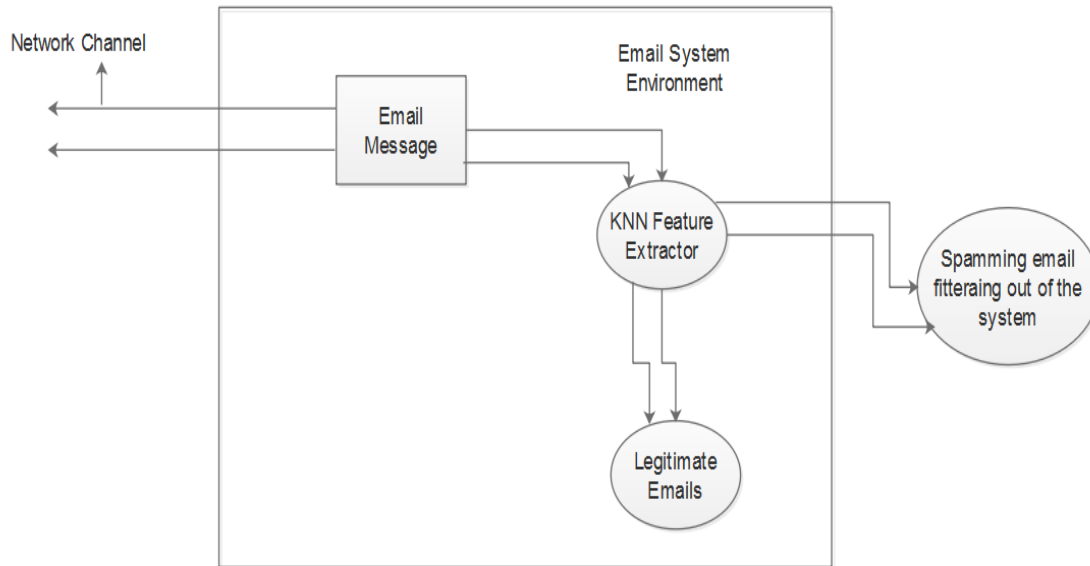 Network Channel
Email System
Environment
Email
Message
KNN Feature
Extractor
Spamming email
fitteraing out of the
system
Legitimate
Emails